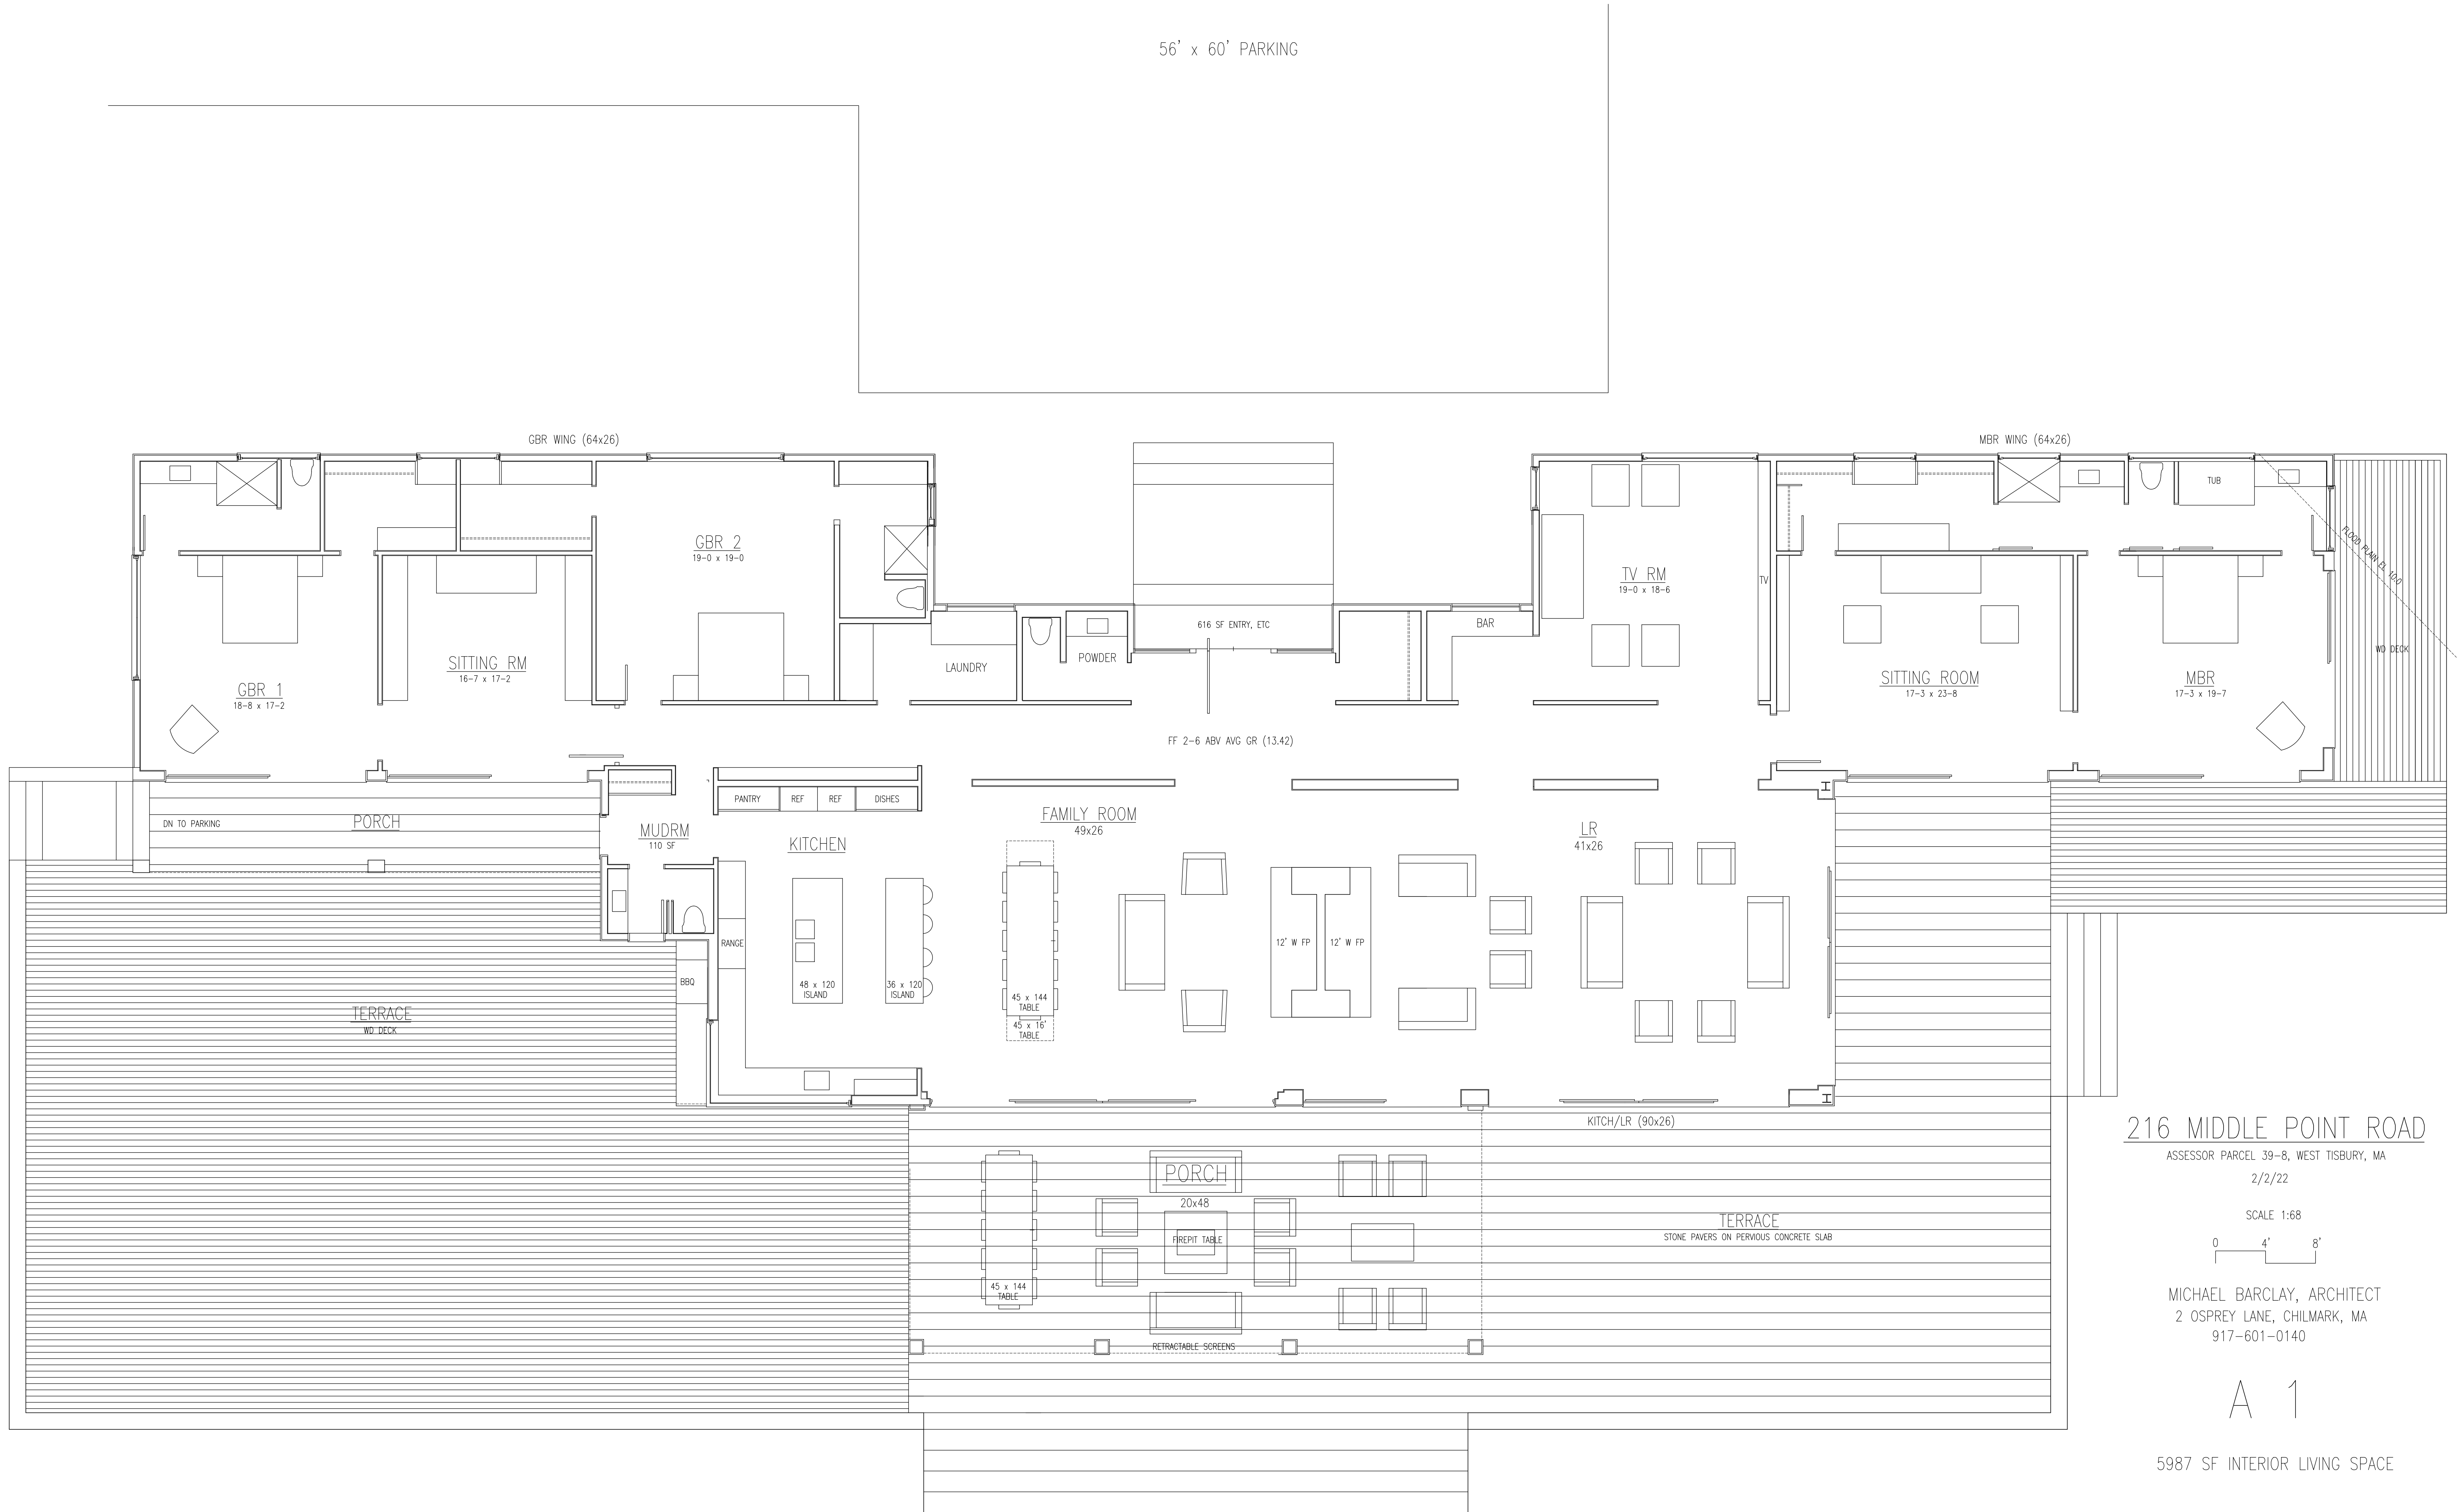 56' x 60' PARKING
GBR WING (64x26)
MBR WING (64x26)
TUB
FLOOD PLAIN EL 10.0
WD DECK
GBR 2
19-0 x 19-0
TV RM
19-0 x 18-6
TV
616 SF ENTRY, ETC
BAR
POWDER
LAUNDRY
SITTING RM
16-7 x 17-2
GBR 1
18-8 x 17-2
SITTING ROOM
17-3 x 23-8
MBR
17-3 x 19-7
FF 2-6 ABV AVG GR (13.42)
PANTRY
REF
REF
DISHES
DN TO PARKING
PORCH
MUDRM
110 SF
KITCHEN
FAMILY ROOM
49x26
LR
41x26
RANGE
12' W FP
12' W FP
BBQ
48 x 120
ISLAND
36 x 120
ISLAND
45 x 144
TABLE
45 x 16'
TABLE
TERRACE
WD DECK
KITCH/LR (90x26)
PORCH
20x48
FIREPIT TABLE
45 x 144
TABLE
RETRACTABLE SCREENS
TERRACE
STONE PAVERS ON PERVIOUS CONCRETE SLAB
216 MIDDLE POINT ROAD
ASSESSOR PARCEL 39-8, WEST TISBURY, MA
2/2/22
SCALE 1:68
0 4' 8'
MICHAEL BARCLAY, ARCHITECT
2 OSPREY LANE, CHILMARK, MA
917-601-0140
A 1
5987 SF INTERIOR LIVING SPACE